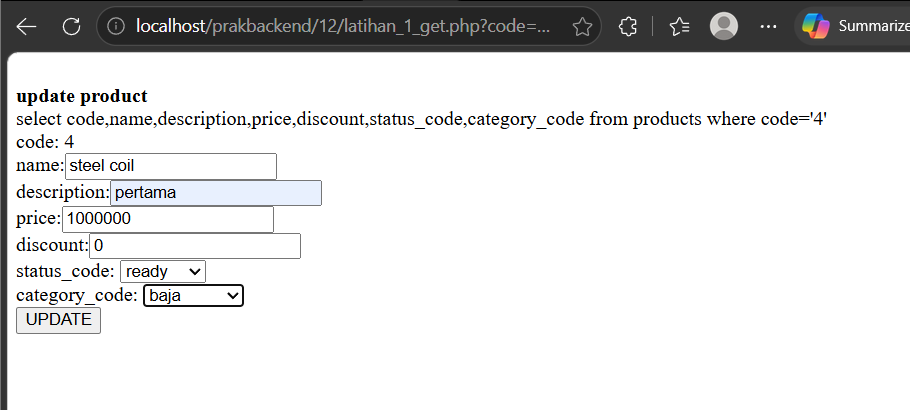 localhost/prakbackend/12/latihan_1_get.php?code=...
Summarize
update product
select code,name,description,price,discount,status_code,category_code from products where code='4'
code: 4
name: steel coil
description: pertama
price: 1000000
discount: 0
status_code: ready
category_code: baja
UPDATE